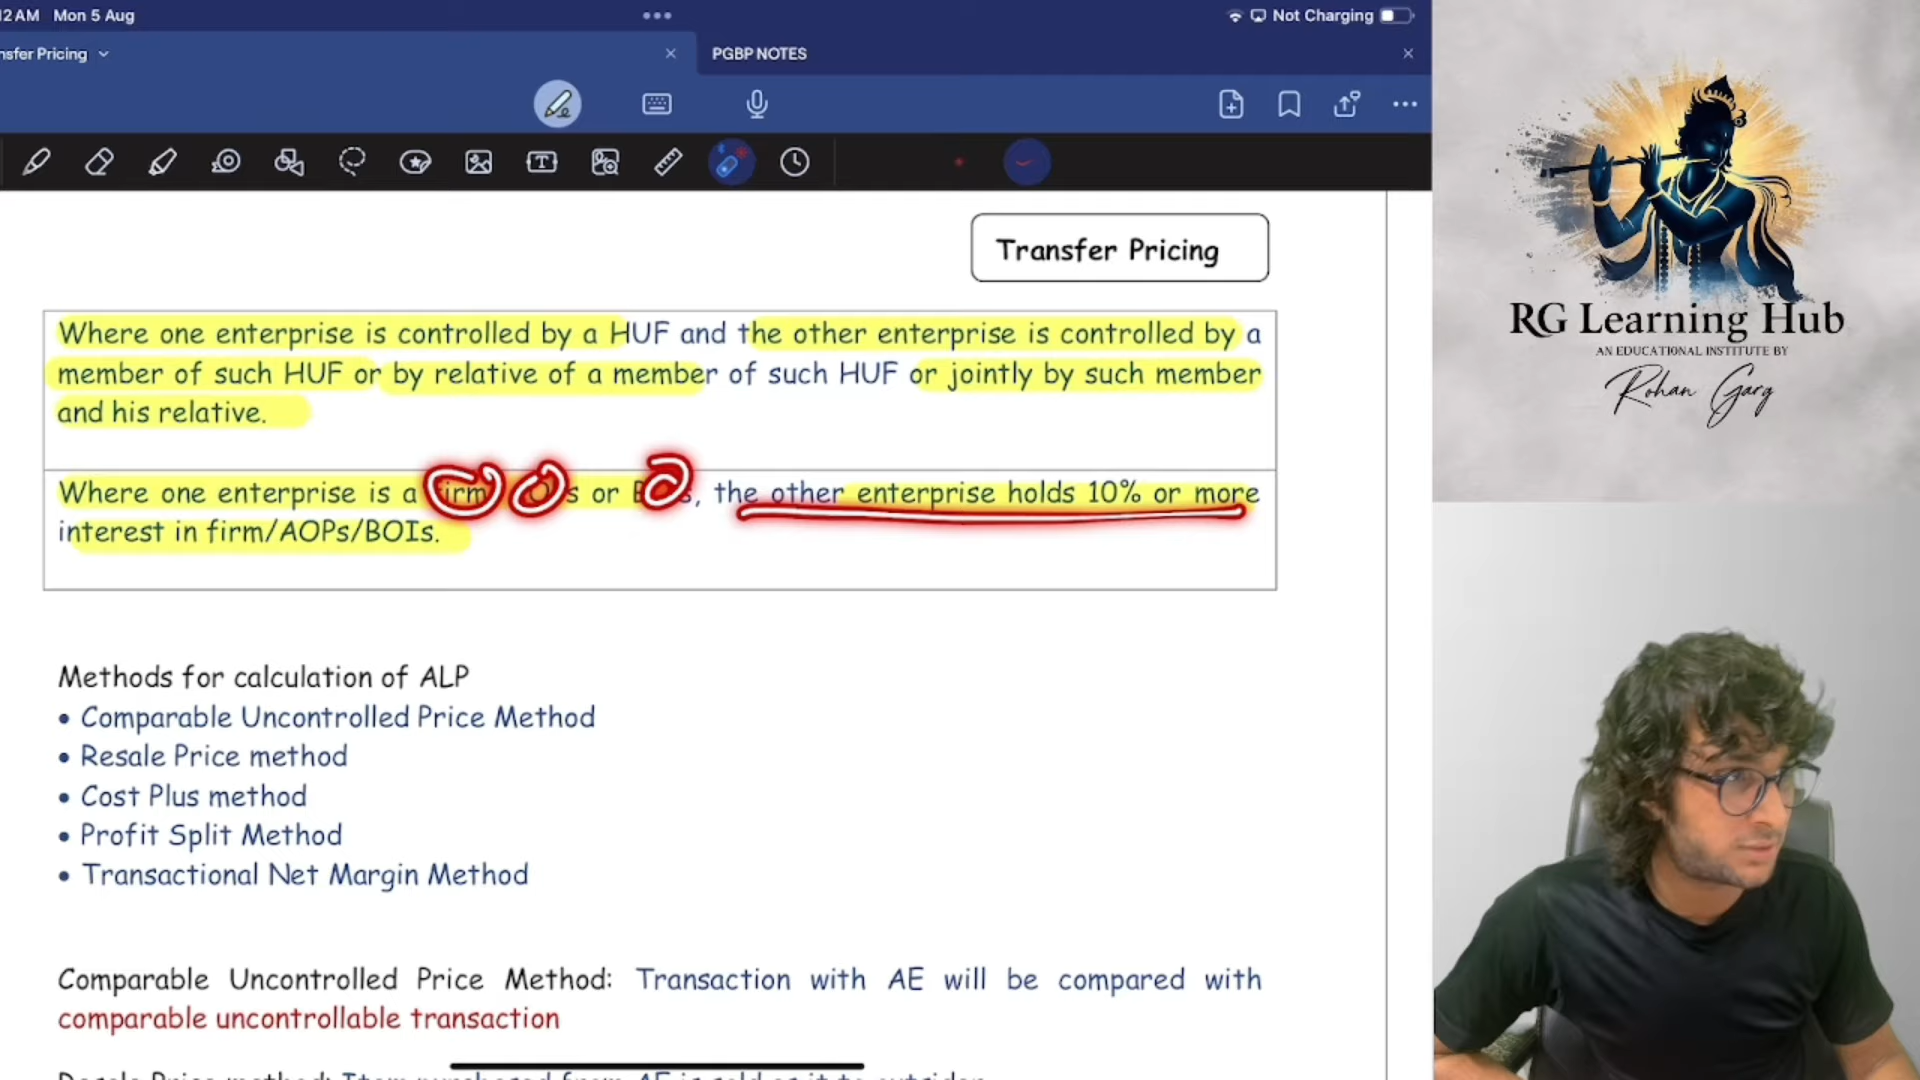 12 AM Mon 5 Aug
Not Charging
nsfer Pricing
PGBP NOTES
Transfer Pricing
Where one enterprise is controlled by a HUF and the other enterprise is controlled by a
member of such HUF or by relative of a member of such HUF or jointly by such member
and his relative.
Where one enterprise is a or , the other enterprise holds 10% or more
interest in firm/AOPs/BOIs.
Methods for calculation of ALP
• Comparable Uncontrolled Price Method
• Resale Price method
• Cost Plus method
• Profit Split Method
• Transactional Net Margin Method
Comparable Uncontrolled Price Method: Transaction with AE will be compared with
comparable uncontrollable transaction
RG Learning Hub
AN EDUCATIONAL INSTITUTE BY
Rohan Garg